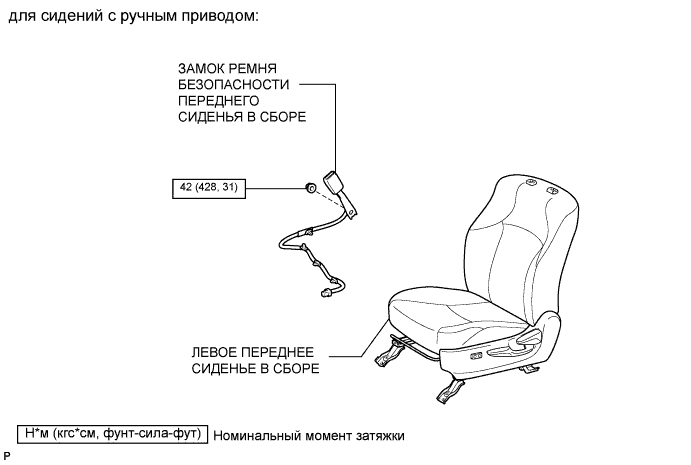 для сидений с ручным приводом:
ЗАМОК РЕМНЯ
БЕЗОПАСНОСТИ
ПЕРЕДНЕГО
СИДЕНЬЯ В СБОРЕ
42 (428, 31)
ЛЕВОЕ ПЕРЕДНЕЕ
СИДЕНЬЕ В СБОРЕ
Н*м (кгс*см, фунт-сила-фут)
Номинальный момент затяжки
P